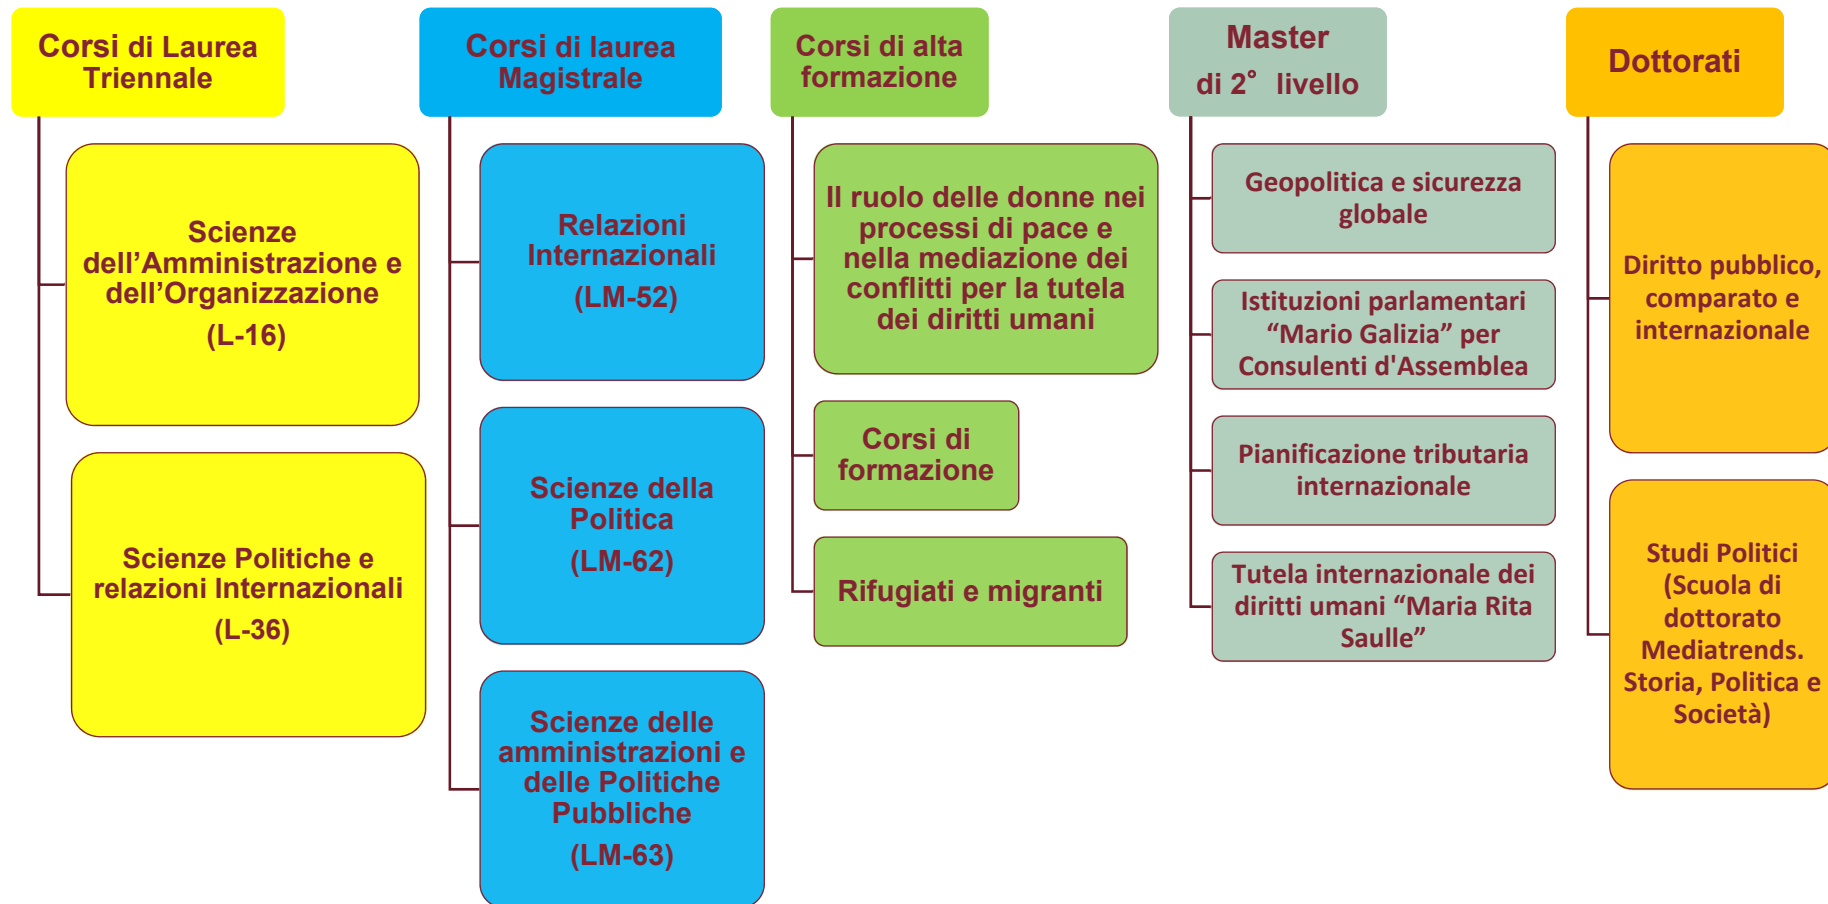 Corsi di Laurea
Triennale
Scienze
dell’Amministrazione e
dell’Organizzazione
(L-16)
Scienze Politiche e
relazioni Internazionali
(L-36)
Corsi di laurea
Magistrale
Relazioni
Internazionali
(LM-52)
Scienze della
Politica
(LM-62)
Scienze delle
amministrazioni e
delle Politiche
Pubbliche
(LM-63)
Corsi di alta
formazione
Il ruolo delle donne nei
processi di pace e
nella mediazione dei
conflitti per la tutela
dei diritti umani
Corsi di
formazione
Rifugiati e migranti
Master
di 2° livello
Geopolitica e sicurezza
globale
Istituzioni parlamentari
“Mario Galizia” per
Consulenti d'Assemblea
Pianificazione tributaria
internazionale
Tutela internazionale dei
diritti umani “Maria Rita
Saulle”
Dottorati
Diritto pubblico,
comparato e
internazionale
Studi Politici
(Scuola di
dottorato
Mediatrends.
Storia, Politica e
Società)